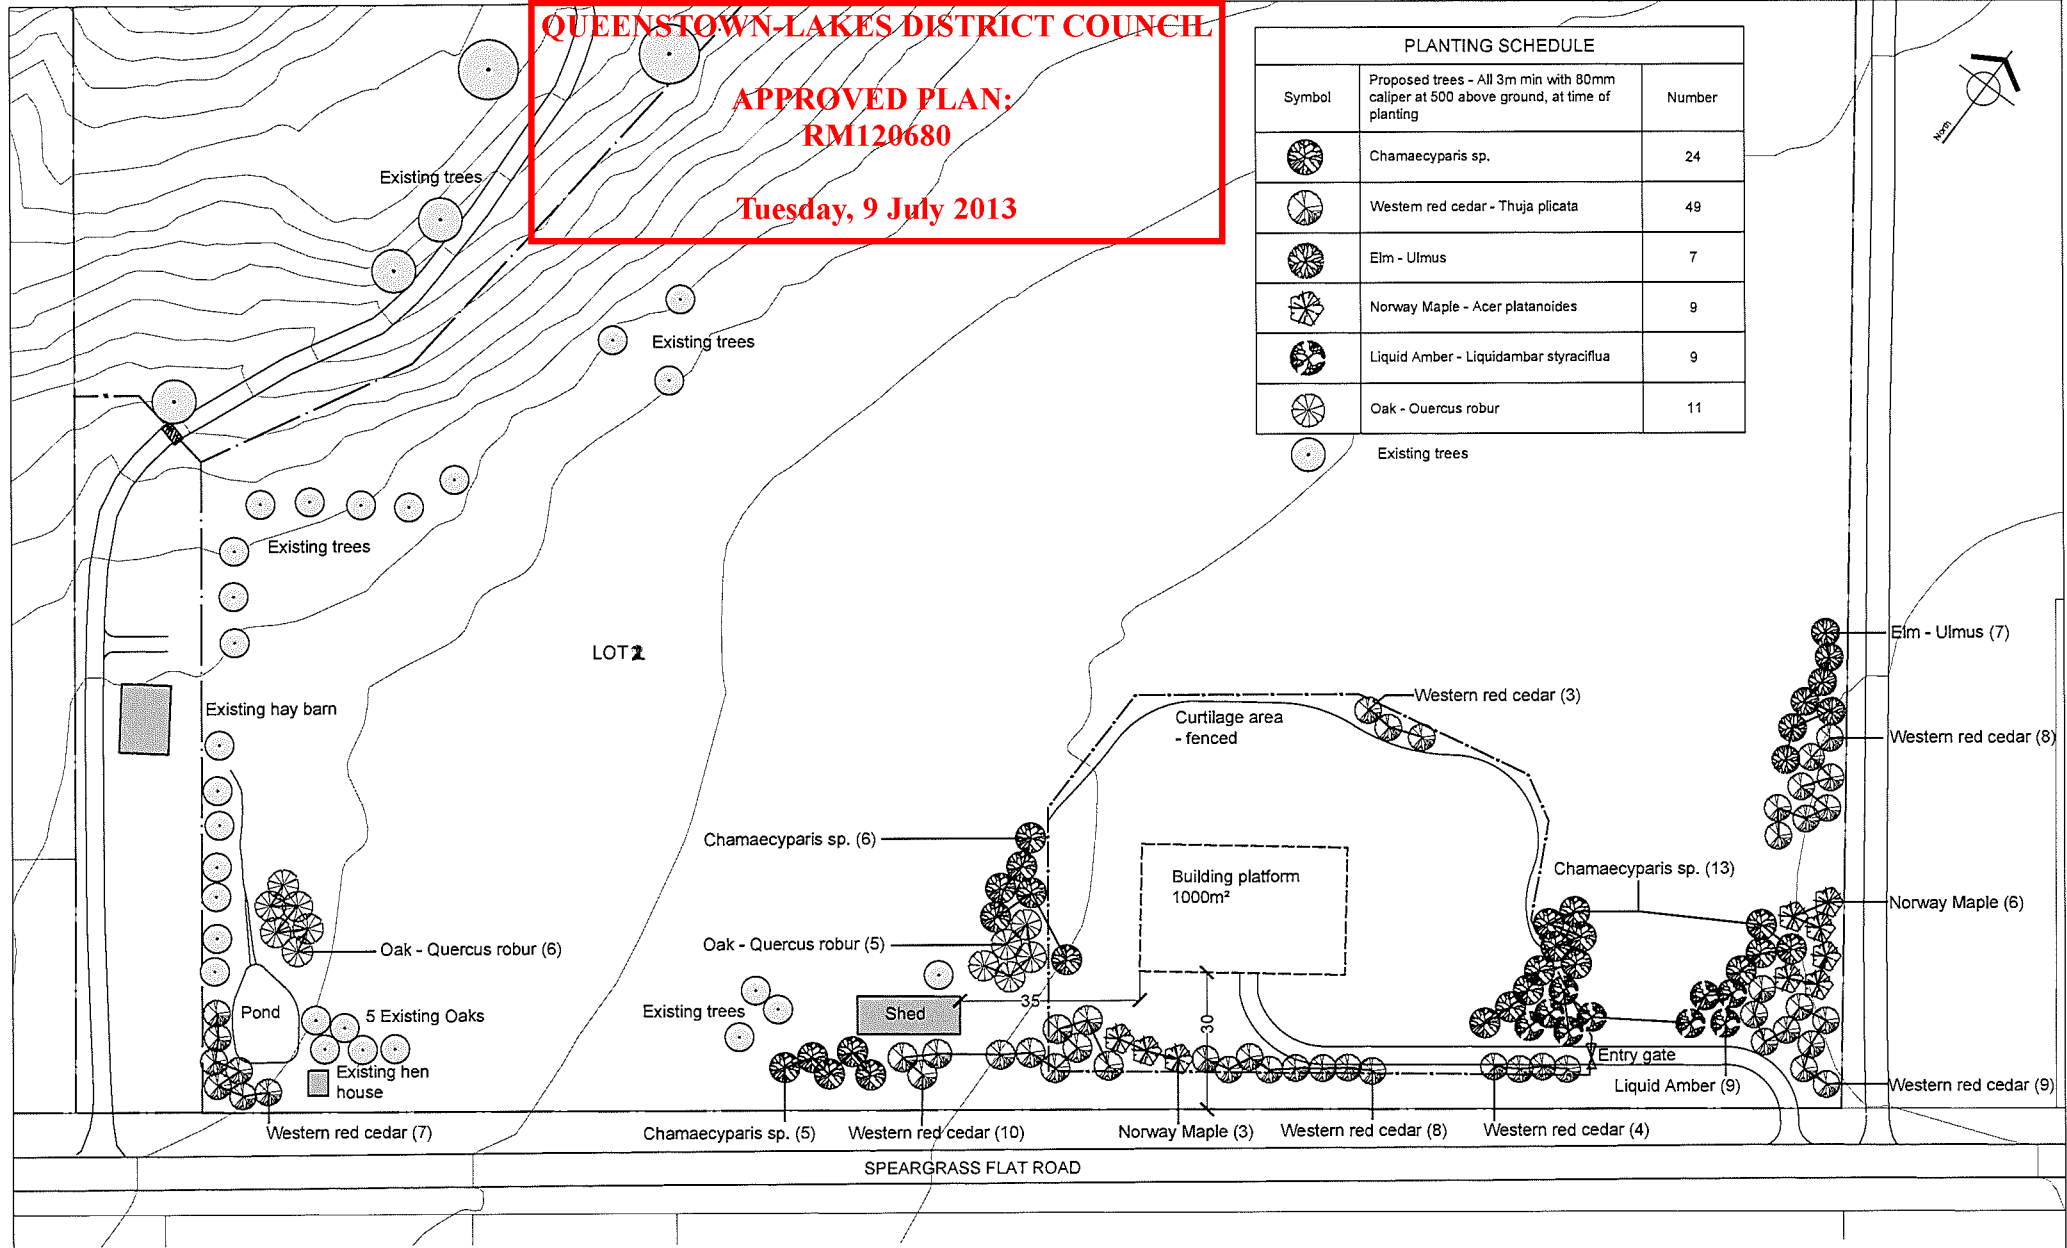 QUEENSTOWN-LAKES DISTRICT COUNCIL
APPROVED PLAN:
RM120680
Tuesday, 9 July 2013
PLANTING SCHEDULE
Symbol
Proposed trees - All 3m min with 80mm
caliper at 500 above ground, at time of
planting
Number
Chamaecyparis sp.
24
Western red cedar - Thuja plicata
49
Elm - Ulmus
7
Norway Maple - Acer platanoides
9
Liquid Amber - Liquidambar styraciflua
9
Oak - Quercus robur
11
Existing trees
North
Existing trees
Existing trees
Existing trees
LOT
Existing hay barn
Elm - Ulmus (7)
Western red cedar (3)
Curtilage area
- fenced
Western red cedar (8)
Chamaecyparis sp. (6)
Building platform
1000m²
Chamaecyparis sp. (13)
Norway Maple (6)
Oak - Quercus robur (6)
Oak - Quercus robur (5)
Existing trees
Shed
35
30
Pond
5 Existing Oaks
Existing hen
house
Entry gate
Liquid Amber (9)
Western red cedar (9)
Western red cedar (7)
Chamaecyparis sp. (5)
Western red cedar (10)
Norway Maple (3)
Western red cedar (8)
Western red cedar (4)
SPEARGRASS FLAT ROAD